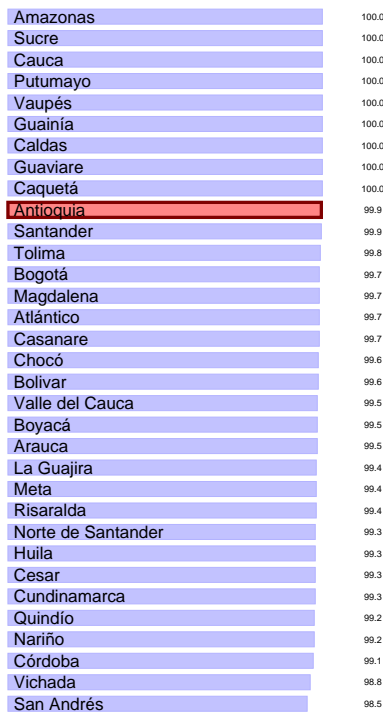 Amazonas 100.0
Sucre 100.0
Cauca 100.0
Putumayo 100.0
Vaupés 100.0
Guainía 100.0
Caldas 100.0
Guaviare 100.0
Caquetá 100.0
Antioquia 99.9
Santander 99.9
Tolima 99.8
Bogotá 99.7
Magdalena 99.7
Atlántico 99.7
Casanare 99.7
Chocó 99.6
Bolivar 99.6
Valle del Cauca 99.5
Boyacá 99.5
Arauca 99.5
La Guajira 99.4
Meta 99.4
Risaralda 99.4
Norte de Santander 99.3
Huila 99.3
Cesar 99.3
Cundinamarca 99.3
Quindío 99.2
Nariño 99.2
Córdoba 99.1
Vichada 98.8
San Andrés 98.5